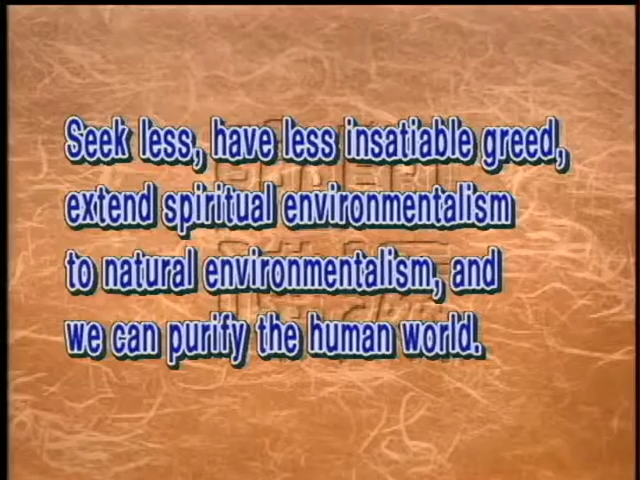 Seek less, have less insatiable greed,
extend spiritual environmentalism
to natural environmentalism, and
we can purify the human world.